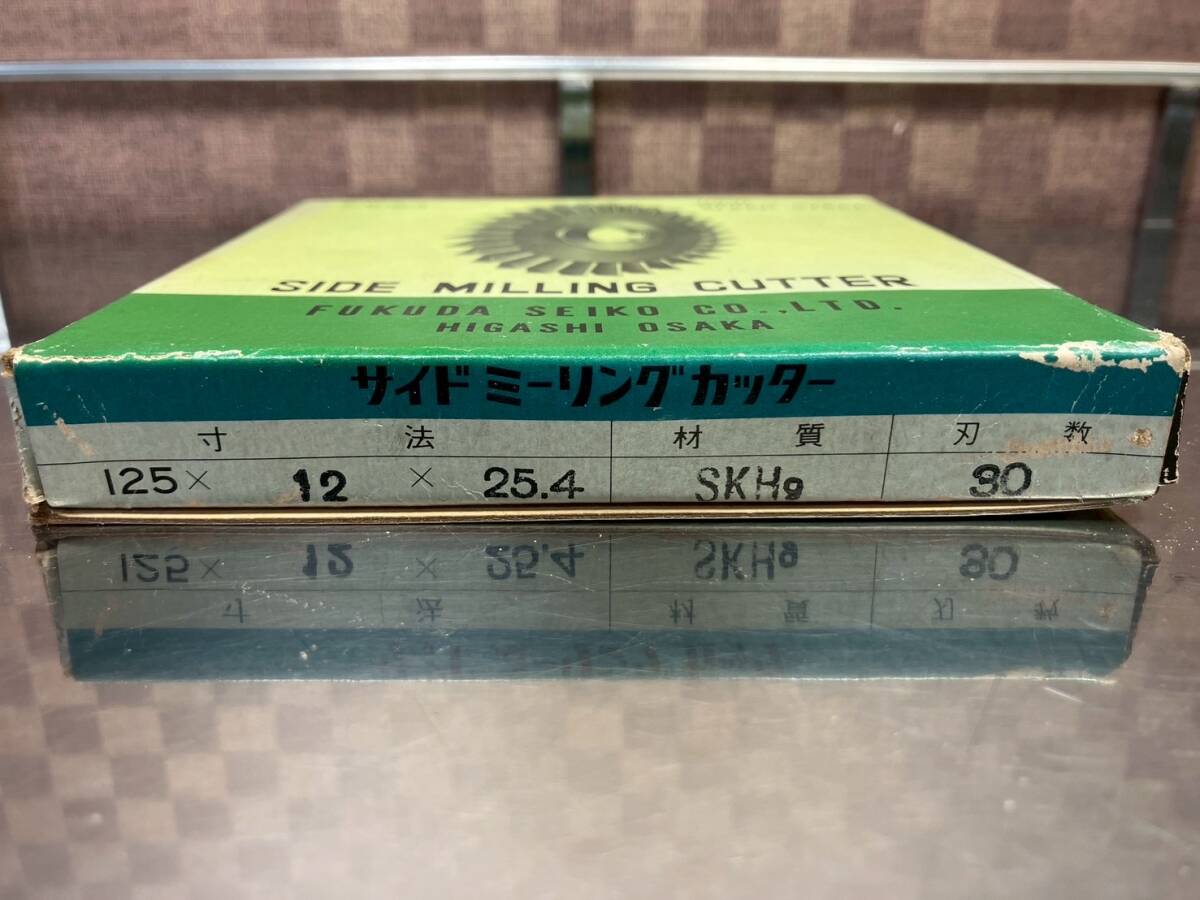 SIDE MILLING CUTTER
FUKUDA SEIKO CO.,LTD.
HIGASHI OSAKA
サイドミーリングカッター
寸法 材質 刃数
125× 12 × 25.4 SKH9 30